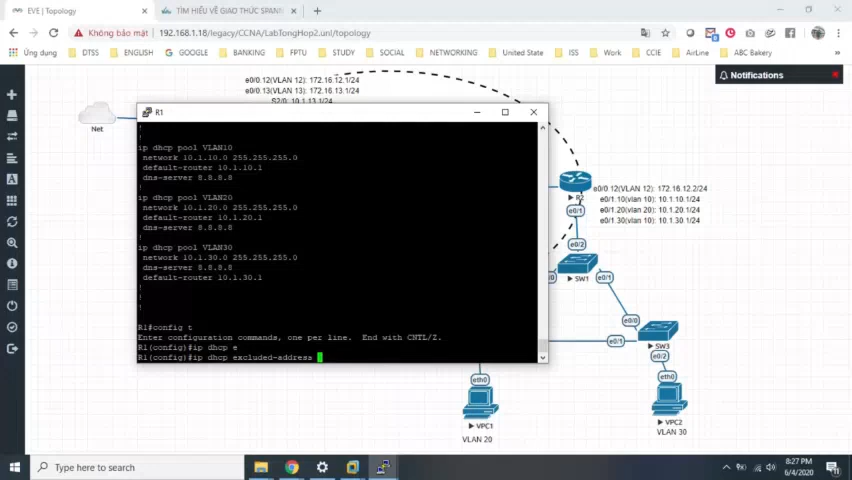 EVE | Topology
TÌM HIỂU VỀ GIAO THỨC SPANN
Không bảo mật
192.168.1.18/legacy/CCNA/LabTongHop2.unl/topology
Ứng dụng
DTSS
ENGLISH
GOOGLE
BANKING
FPTN
STUDY
SOCIAL
NETWORKING
United State
ISS
Work
CCIE
AirLine
ABC Bakery
Notifications
e0/0.12(VLAN 12): 172.16.12.1/24
e0/0.13(VLAN 13): 172.16.13.1/24
S2/0: 10.1.13.1/24
Net
R1
!
!
ip dhcp pool VLAN10
network 10.1.10.0 255.255.255.0
default-router 10.1.10.1
dns-server 8.8.8.8
!
ip dhcp pool VLAN20
network 10.1.20.0 255.255.255.0
default-router 10.1.20.1
dns-server 8.8.8.8
!
ip dhcp pool VLAN30
network 10.1.30.0 255.255.255.0
dns-server 8.8.8.8
default-router 10.1.30.1
!
!
!
R1#config t
Enter configuration commands, one per line.  End with CNTL/Z.
R1(config)#ip dhcp e
R1(config)#ip dhcp excluded-address
R2
e0/0.12(VLAN 12): 172.16.12.2/24
e0/1.10(vlan 10): 10.1.10.1/24
e0/1.20(vlan 20): 10.1.20.1/24
e0/1.30(vlan 10): 10.1.30.1/24
e0/1
e0/2
SW1
e0/1
e0/0
SW3
e0/1
e0/2
eth0
eth0
VPC1
VLAN 20
VPC2
VLAN 30
Type here to search
8:27 PM
6/4/2020